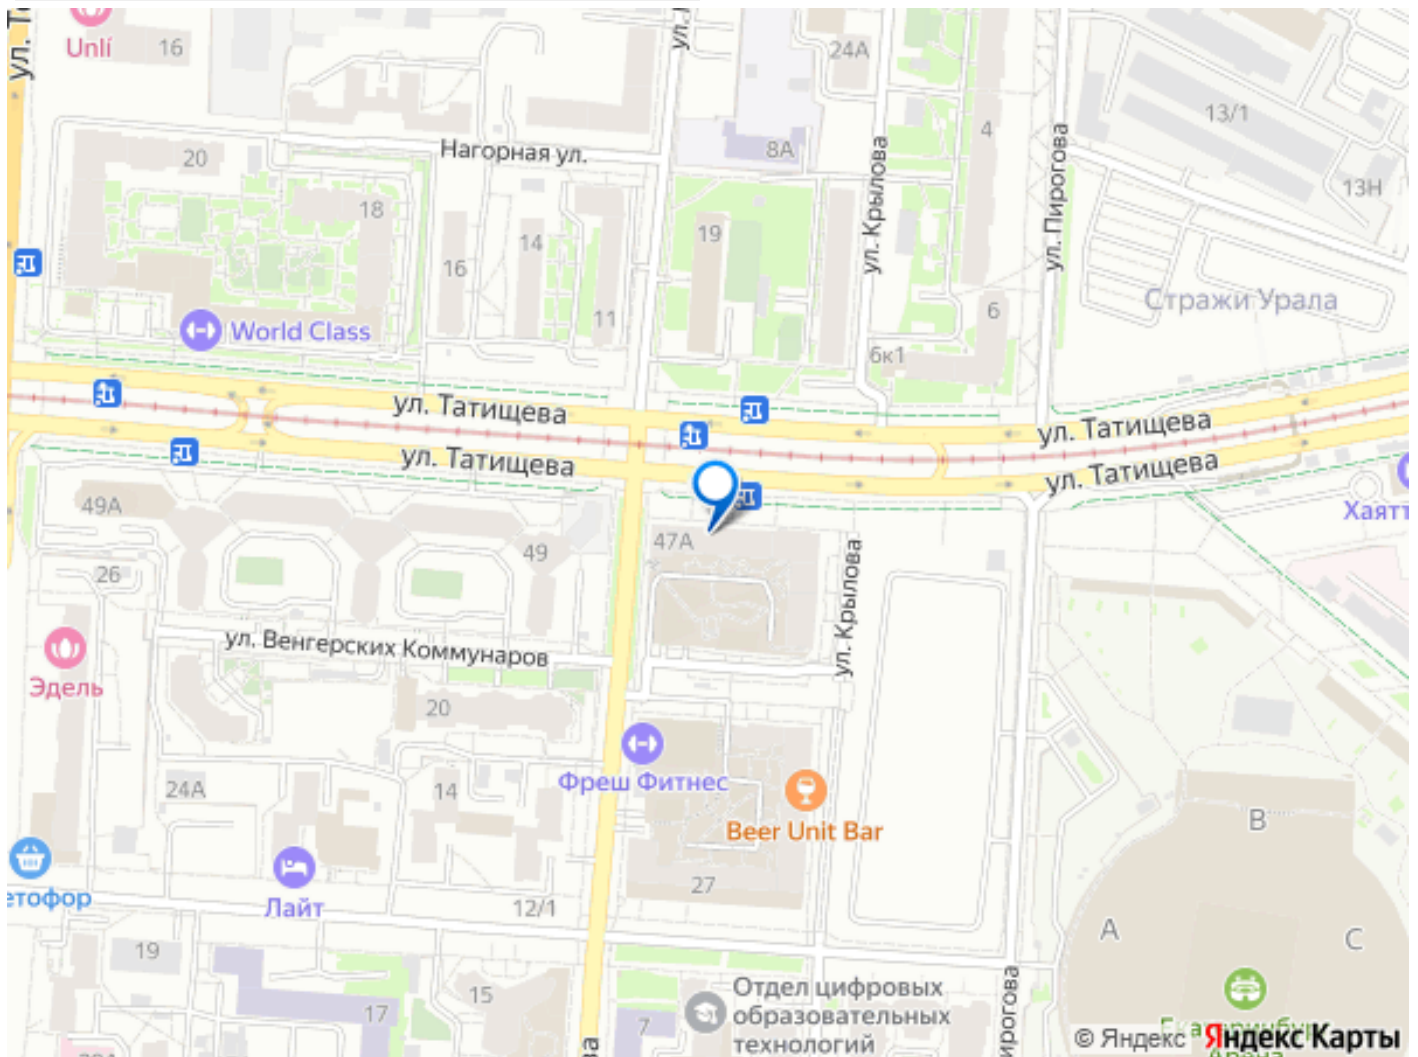 Unlí
16
24А
13/1
4
ул. Пирогова
8А
ул. Крылова
Нагорная ул.
20
13Н
18
19
14
16
11
6
Стражи Урала
World Class
6к1
ул. Татищева
ул. Татищева
ул. Татищева
ул. Татищева
49А
Хаятт
47А
49
26
ул. Крылова
ул. Венгерских Коммунаров
Эдель
20
Фреш Фитнес
24А
14
Beer Unit Bar
В
27
етофор
Лайт
12/1
А
С
19
15
17
7
Отдел цифровых
образовательных
технологий
ирогова
© Яндекс Яндекс Карты